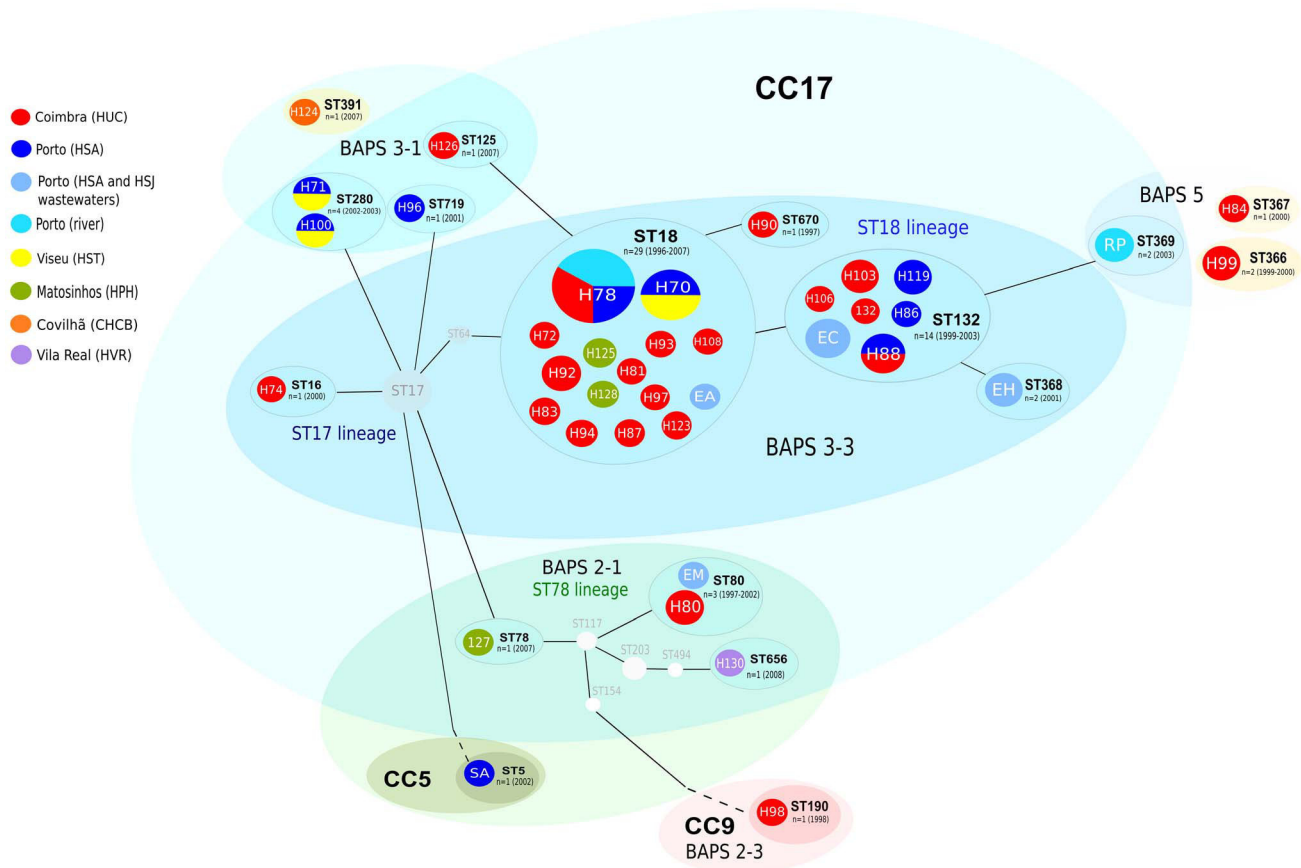 CC17
Coimbra (HUC)
Porto (HSA)
Porto (HSA and HSJ
wastewaters)
Porto (river)
Viseu (HST)
Matosinhos (HPH)
Covilhã (CHCB)
Vila Real (HVR)
H124
ST391
n=1 (2007)
BAPS 3-1
H126
ST125
n=1 (2007)
H71
H100
ST280
n=4 (2002-2003)
H96
ST719
n=1 (2001)
BAPS 5
H84
ST367
n=1 (2000)
RP
ST369
n=2 (2003)
H99
ST366
n=2 (1999-2000)
H90
ST670
n=1 (1997)
ST18 lineage
ST18
n=29 (1996-2007)
H78
H70
H72
H125
H93
H108
H92
H81
H128
H97
EA
H83
H94
H87
H123
H103
H119
H106
132
H86
EC
H88
ST132
n=14 (1999-2003)
EH
ST368
n=2 (2001)
ST64
ST17
H74
ST16
n=1 (2000)
ST17 lineage
BAPS 3-3
BAPS 2-1
ST78 lineage
EM
H80
ST80
n=3 (1997-2002)
127
ST78
n=1 (2007)
ST117
ST203
ST494
H130
ST656
n=1 (2008)
ST154
CC5
SA
ST5
n=1 (2002)
CC9
BAPS 2-3
H98
ST190
n=1 (1998)